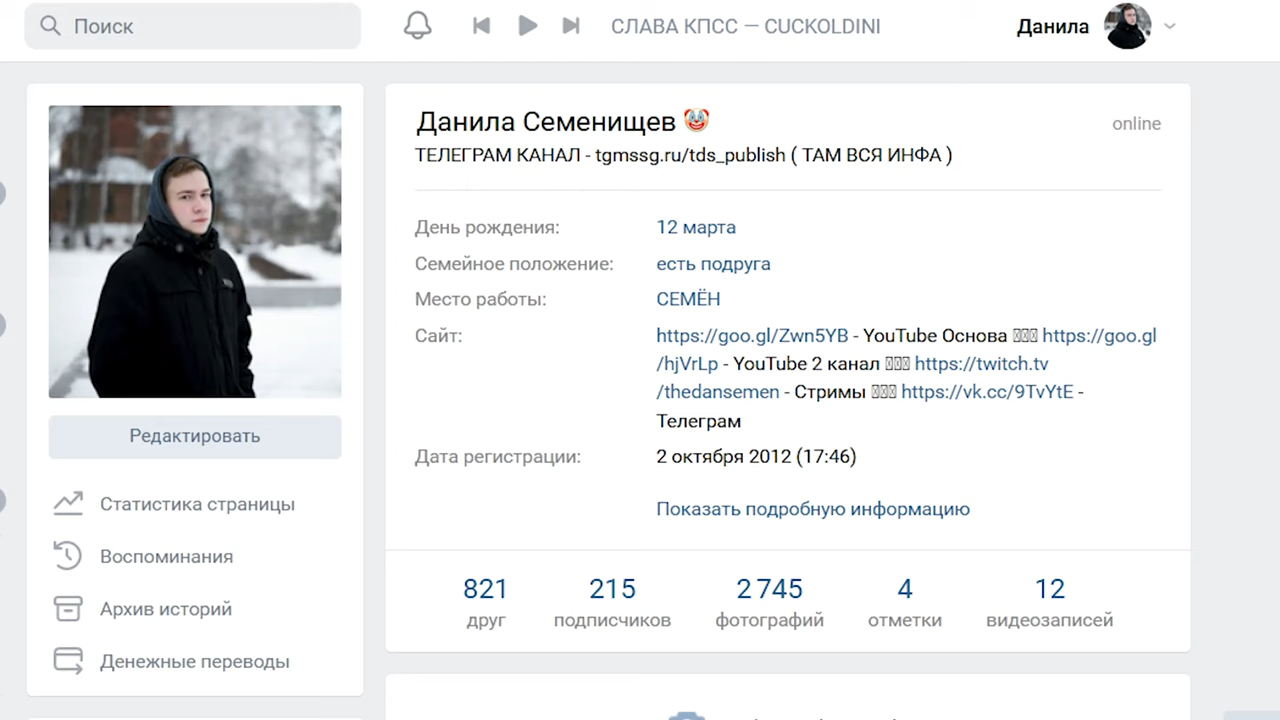 Поиск
СЛАВА КПСС — CUCKOLDINI
Данила
Данила Семенищев 🤡
online
ТЕЛЕГРАМ КАНАЛ - tgmssg.ru/tds_publish ( ТАМ ВСЯ ИНФА )
День рождения: 12 марта
Семейное положение: есть подруга
Место работы: СЕМЁН
Сайт: https://goo.gl/Zwn5YB - YouTube Основа https://goo.gl
/hjVrLp - YouTube 2 канал https://twitch.tv
/thedansemen - Стримы https://vk.cc/9TvYtE -
Телеграм
Дата регистрации: 2 октября 2012 (17:46)
Показать подробную информацию
821 215 2 745 4 12
друг подписчиков фотографий отметки видеозаписей
Редактировать
Статистика страницы
Воспоминания
Архив историй
Денежные переводы